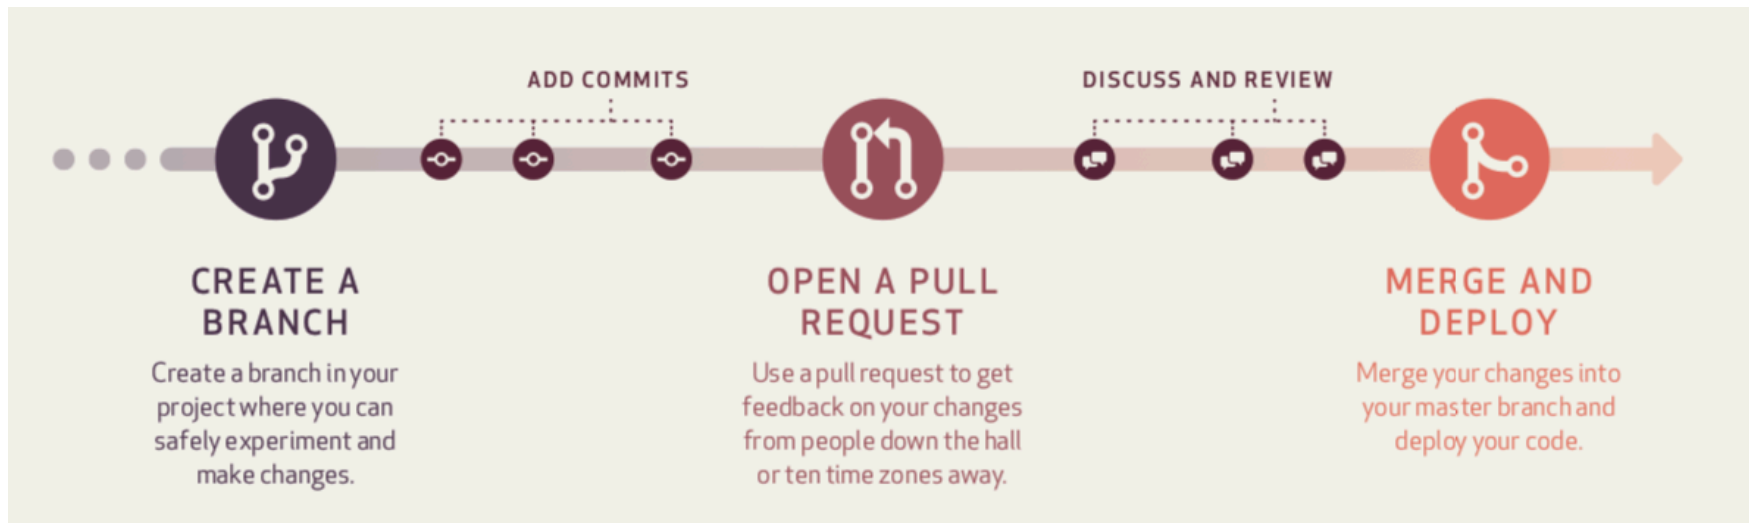 ADD COMMITS
DISCUSS AND REVIEW
CREATE A
BRANCH
Create a branch in your
project where you can
safely experiment and
make changes.
OPEN A PULL
REQUEST
Use a pull request to get
feedback on your changes
from people down the hall
or ten time zones away.
MERGE AND
DEPLOY
Merge your changes into
your master branch and
deploy your code.